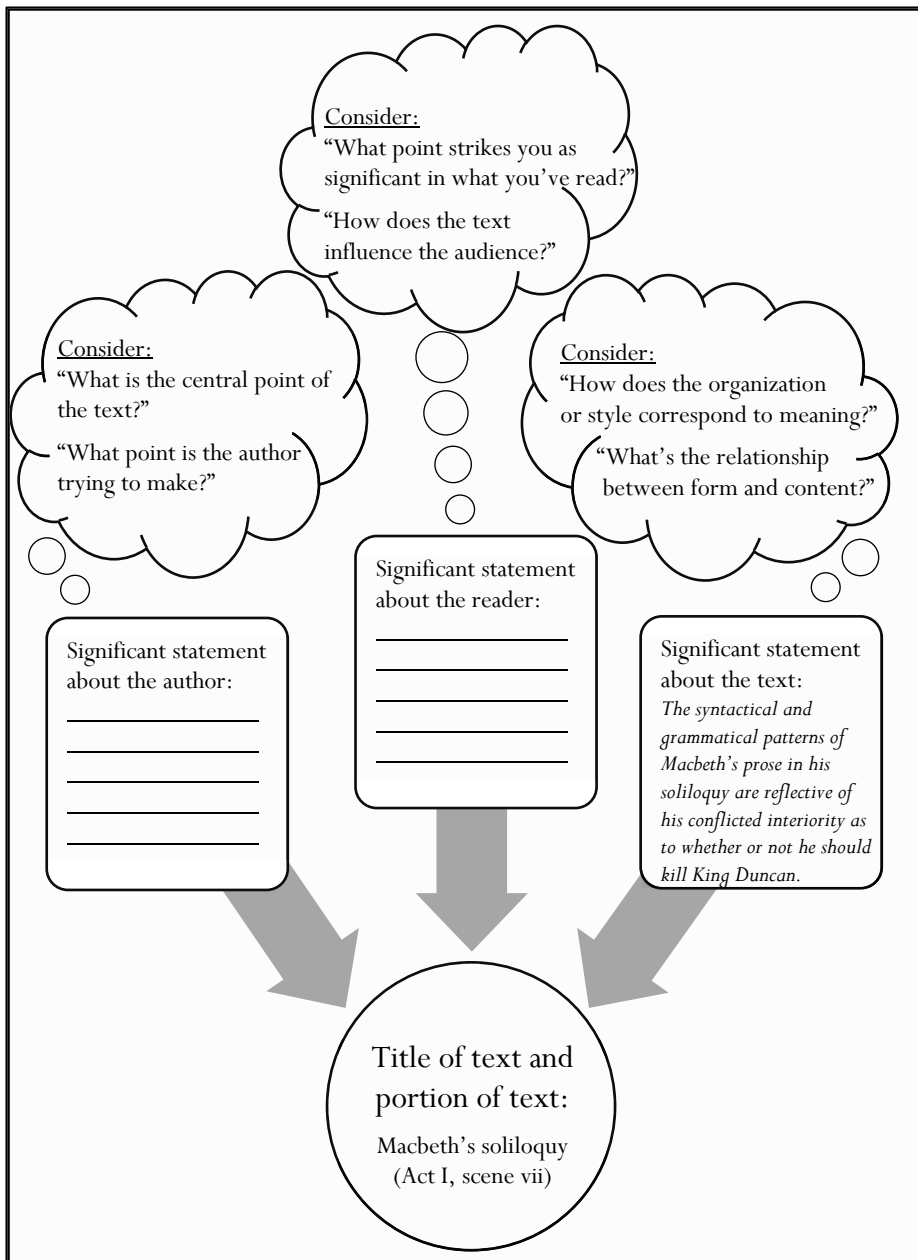 Consider:
“What point strikes you as
significant in what you’ve read?”
“How does the text
influence the audience?”
Consider:
“What is the central point of
the text?”
“What point is the author
trying to make?”
Consider:
“How does the organization
or style correspond to meaning?”
“What’s the relationship
between form and content?”
Significant statement
about the author:
Significant statement
about the reader:
Significant statement
about the text:
The syntactical and
grammatical patterns of
Macbeth’s prose in his
soliloquy are reflective of
his conflicted interiority as
to whether or not he should
kill King Duncan.
Title of text and
portion of text:
Macbeth’s soliloquy
(Act I, scene vii)